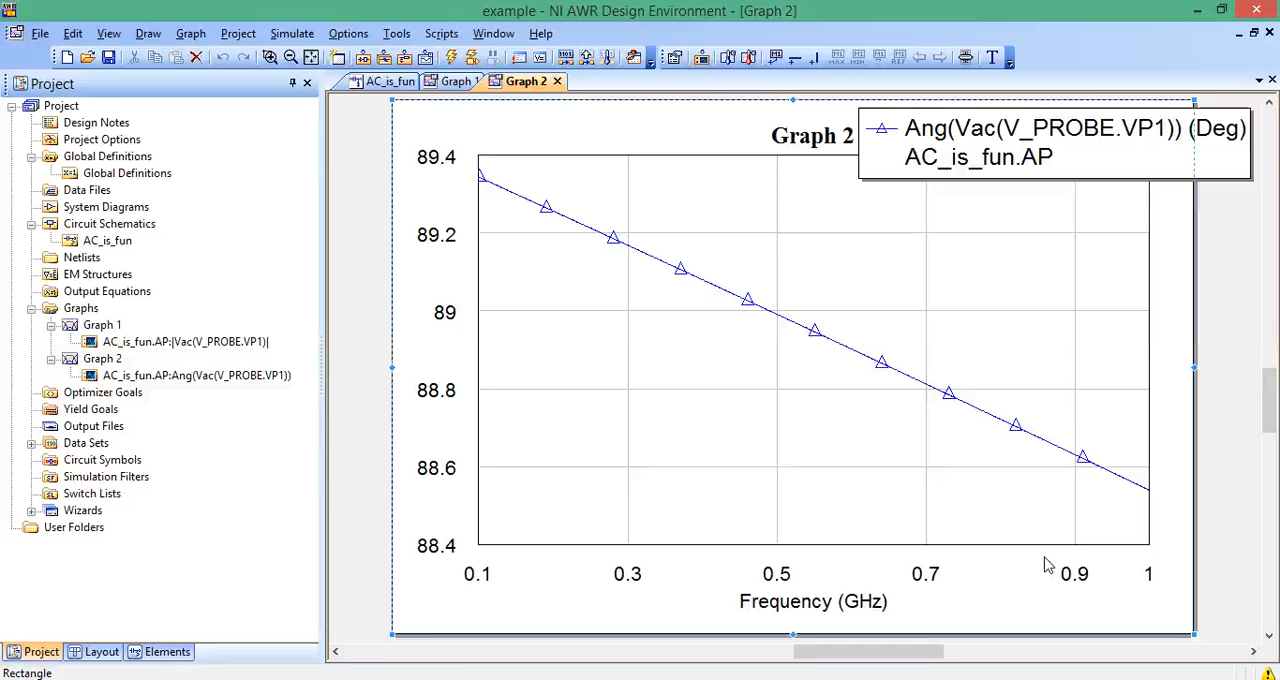 example - NI AWR Design Environment - [Graph 2]
File Edit View Draw Graph Project Simulate Options Tools Scripts Window Help
Project
AC_is_fun Graph 1 Graph 2
Project
Design Notes
Project Options
Global Definitions
Global Definitions
Data Files
System Diagrams
Circuit Schematics
AC_is_fun
Netlists
EM Structures
Output Equations
Graphs
Graph 1
AC_is_fun.AP:|Vac(V_PROBE.VP1)|
Graph 2
AC_is_fun.AP:Ang(Vac(V_PROBE.VP1))
Optimizer Goals
Yield Goals
Output Files
Data Sets
Circuit Symbols
Simulation Filters
Switch Lists
Wizards
User Folders
Project Layout Elements
Rectangle
Graph 2
Ang(Vac(V_PROBE.VP1)) (Deg)
AC_is_fun.AP
89.4
89.2
89
88.8
88.6
88.4
0.1 0.3 0.5 0.7 0.9 1
Frequency (GHz)